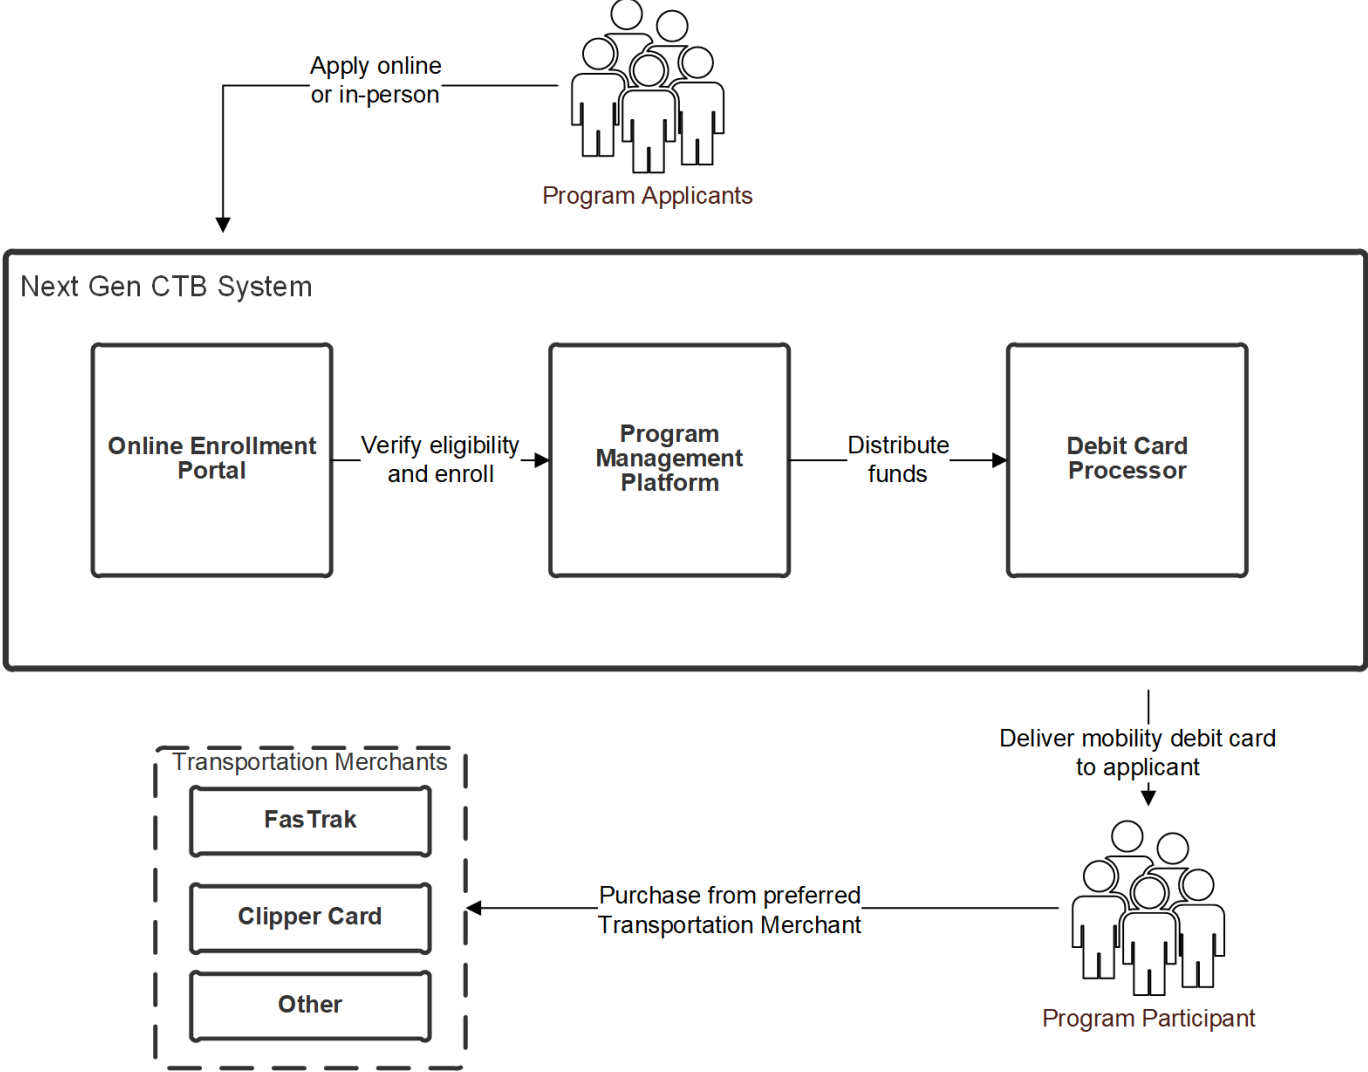 Apply online
or in-person
Program Applicants
Next Gen CTB System
Online Enrollment
Portal
Verify eligibility
and enroll
Program
Management
Platform
Distribute
funds
Debit Card
Processor
Deliver mobility debit card
to applicant
Transportation Merchants
FasTrak
Clipper Card
Other
Purchase from preferred
Transportation Merchant
Program Participant